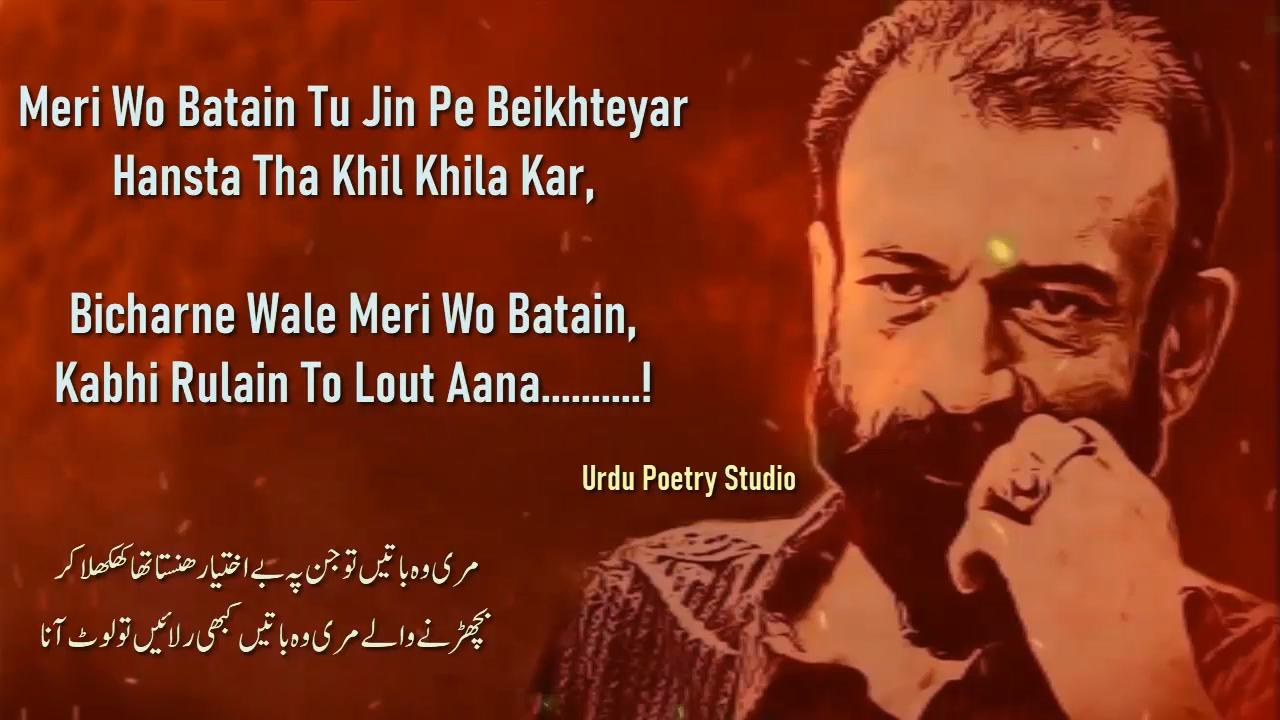 Meri Wo Batain Tu Jin Pe Beikhteyar
Hansta Tha Khil Khila Kar,
Bicharne Wale Meri Wo Batain,
Kabhi Rulain To Lout Aana..........!
Urdu Poetry Studio
مری وہ باتیں تو جن پہ بے اختیار ھنستا تھا کھلکھلا کر
بچھڑنے والے مری وہ باتیں کبھی رلائیں تو لوٹ آنا